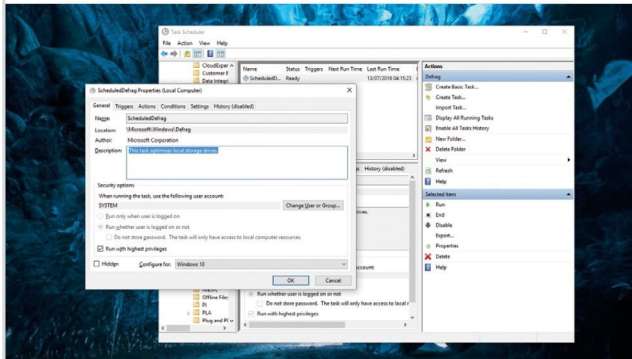 Task Scheduler
File Action View Help
CloudExper
Customer E
Data Integri
Name Status Triggers Next Run Time Last Run Time
ScheduledD... Ready 13/07/2016 04:15:23
Actions
Defrag
Create Basic Task...
Create Task...
Import Task...
Display All Running Tasks
Enable All Tasks History
New Folder...
Delete Folder
View
Refresh
Help
Selected Item
Run
End
Disable
Export...
Properties
Delete
Help
ScheduledDefrag Properties (Local Computer)
General Triggers Actions Conditions Settings History (disabled)
Name: ScheduledDefrag
Location: \Microsoft\Windows\Defrag
Author: Microsoft Corporation
Description: This task optimizes local storage drives.
Security options
When running the task, use the following user account:
SYSTEM
Change User or Group...
Run only when user is logged on
Run whether user is logged on or not
Do not store password. The task will only have access to local computer resources.
Run with highest privileges
Hidden Configure for: Windows 10
OK Cancel
History (disabled)
ives.
account:
Offline Files
PI
PLA
Plug and Pl
Run whether user is logged on or not
Do not store password. The task will only have access to local
Run with highest privileges